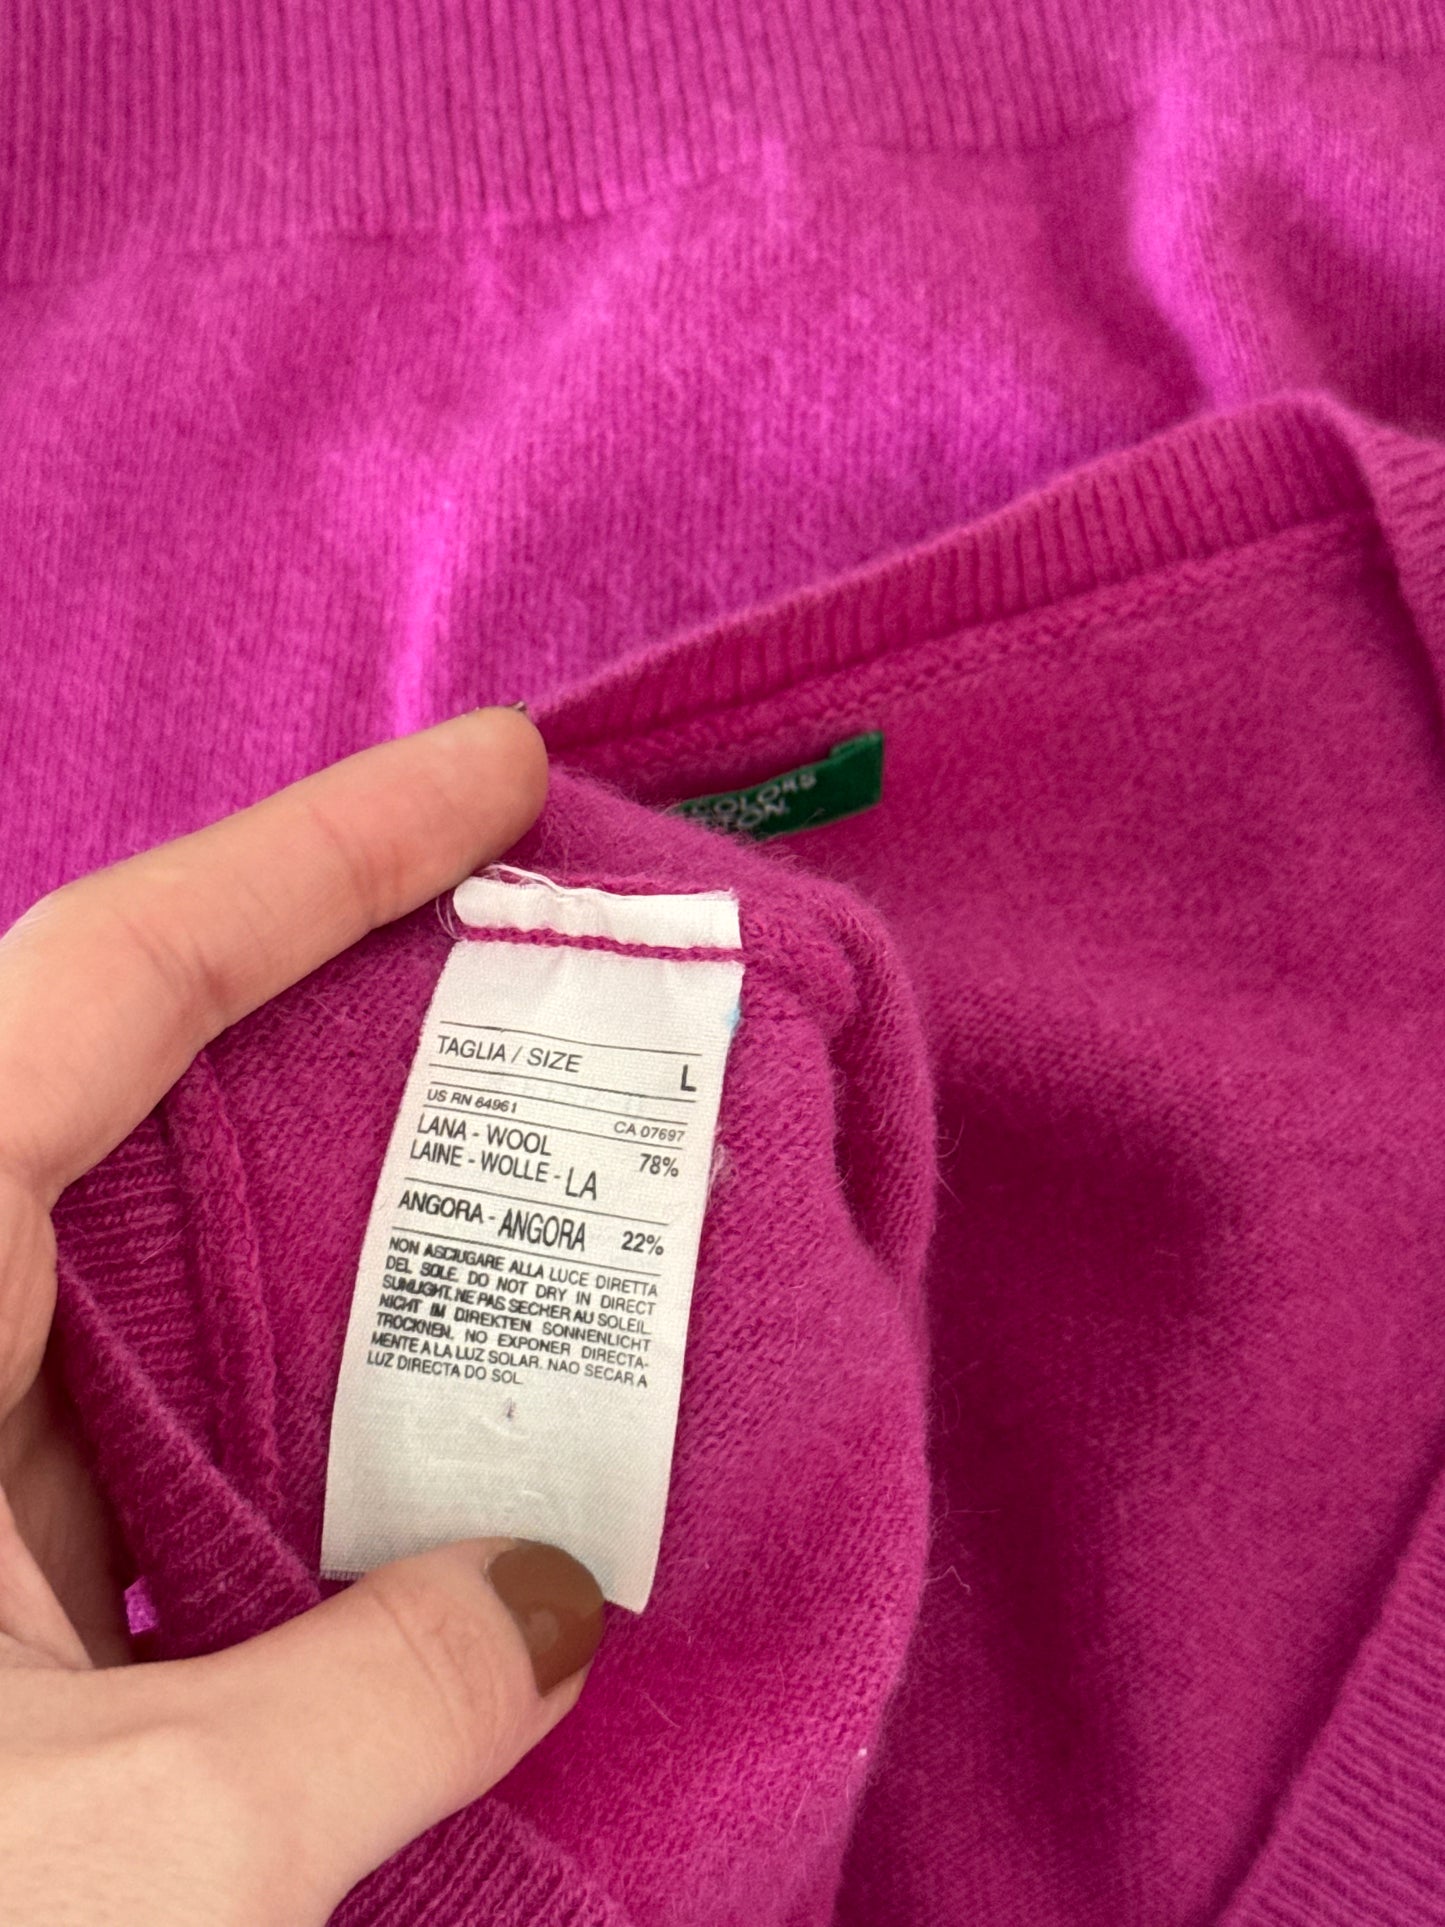 COLORS
TAGLIA / SIZE L
US RN 64961 CA 07697
LANA - WOOL 78%
LAINE - WOLLE - LA
ANGORA - ANGORA 22%
NON ASCIUGARE ALLA LUCE DIRETTA
DEL SOLE. DO NOT DRY IN DIRECT
SUNLIGHT. NE PAS SECHER AU SOLEIL.
NICHT IM DIREKTEN SONNENLICHT
TROCKNEN. NO EXPONER DIRECTA-
MENTE A LA LUZ SOLAR. NAO SECAR A
LUZ DIRECTA DO SOL.